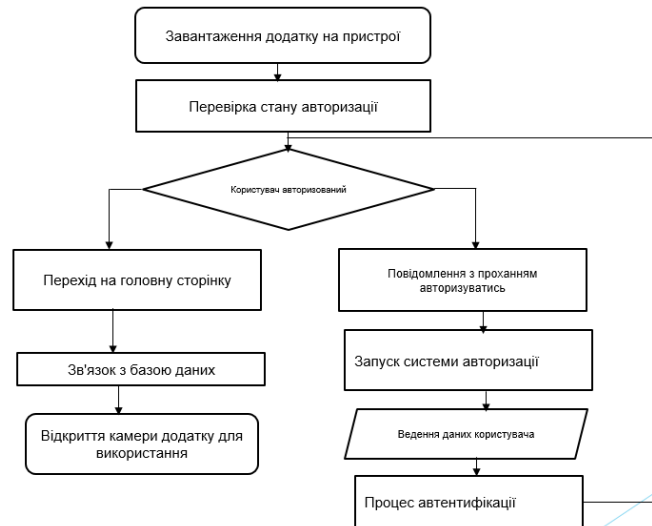 Завантаження додатку на пристрої
Перевірка стану авторизації
Користувач авторизований
Перехід на головну сторінку
Повідомлення з проханням
авторизуватись
Зв'язок з базою даних
Запуск системи авторизації
Відкриття камери додатку для
використання
Ведення даних користувача
Процес автентифікації